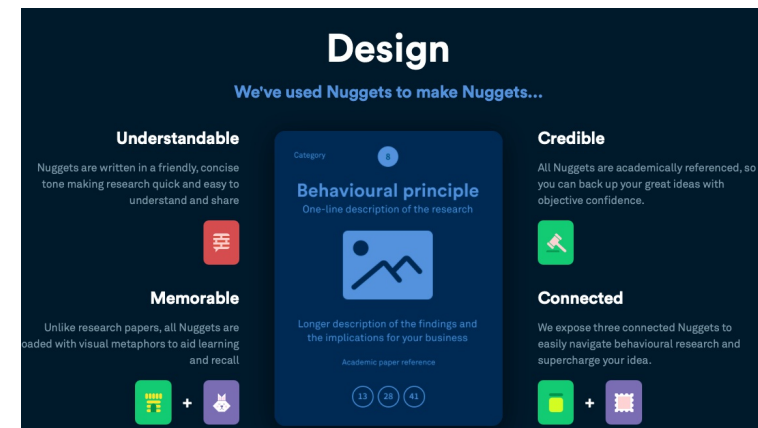 Design
We've used Nuggets to make Nuggets...
Understandable
Nuggets are written in a friendly, concise
tone making research quick and easy to
understand and share
Memorable
Unlike research papers, all Nuggets are
oaded with visual metaphors to aid learning
and recall
+
Category
8
Behavioural principle
One-line description of the research
Longer description of the findings and
the implications for your business
Academic paper reference
13 28 41
Credible
All Nuggets are academically referenced, so
you can back up your great ideas with
objective confidence.
Connected
We expose three connected Nuggets to
easily navigate behavioural research and
supercharge your idea.
+